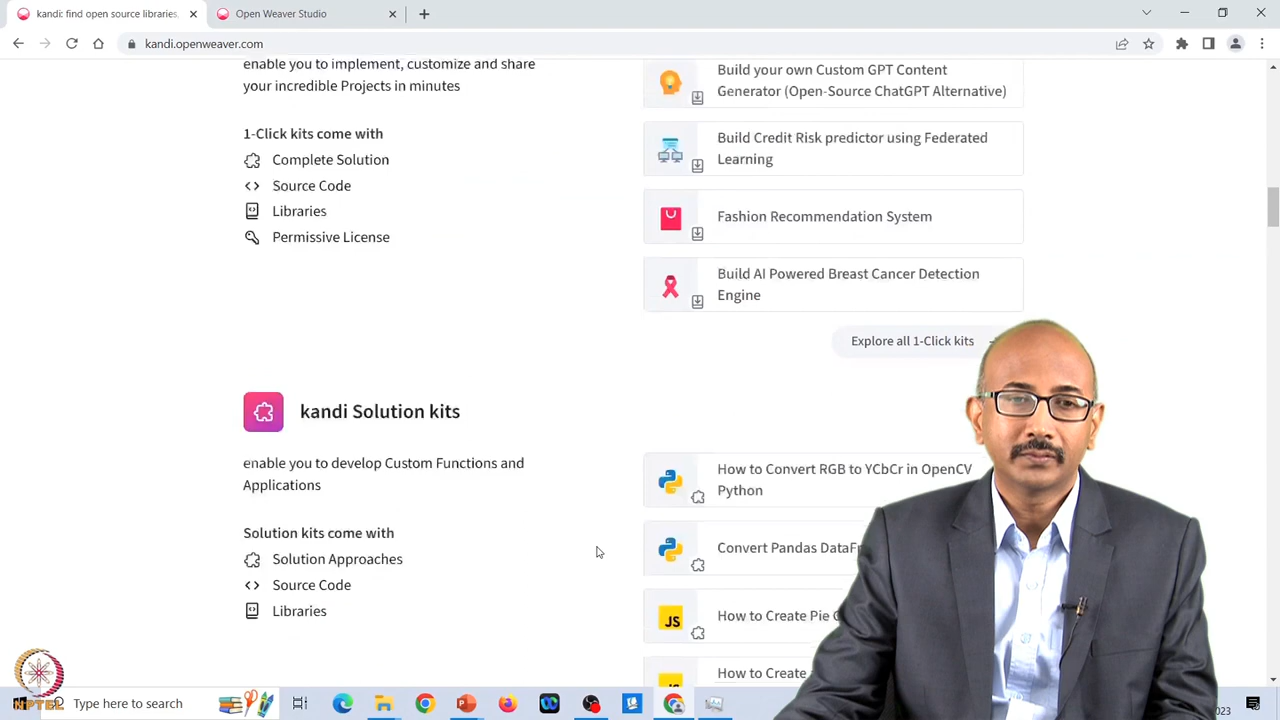 kandi: find open source libraries,
Open Weaver Studio
kandi.openweaver.com
enable you to implement, customize and share
your incredible Projects in minutes
1-Click kits come with
Complete Solution
Source Code
Libraries
Permissive License
Build your own Custom GPT Content
Generator (Open-Source ChatGPT Alternative)
Build Credit Risk predictor using Federated
Learning
Fashion Recommendation System
Build AI Powered Breast Cancer Detection
Engine
Explore all 1-Click kits
kandi Solution kits
enable you to develop Custom Functions and
Applications
Solution kits come with
Solution Approaches
Source Code
Libraries
How to Convert RGB to YCbCr in OpenCV
Python
Convert Pandas
JS
How to Create Pie
JS
How to Create
NPTEL
Type here to search